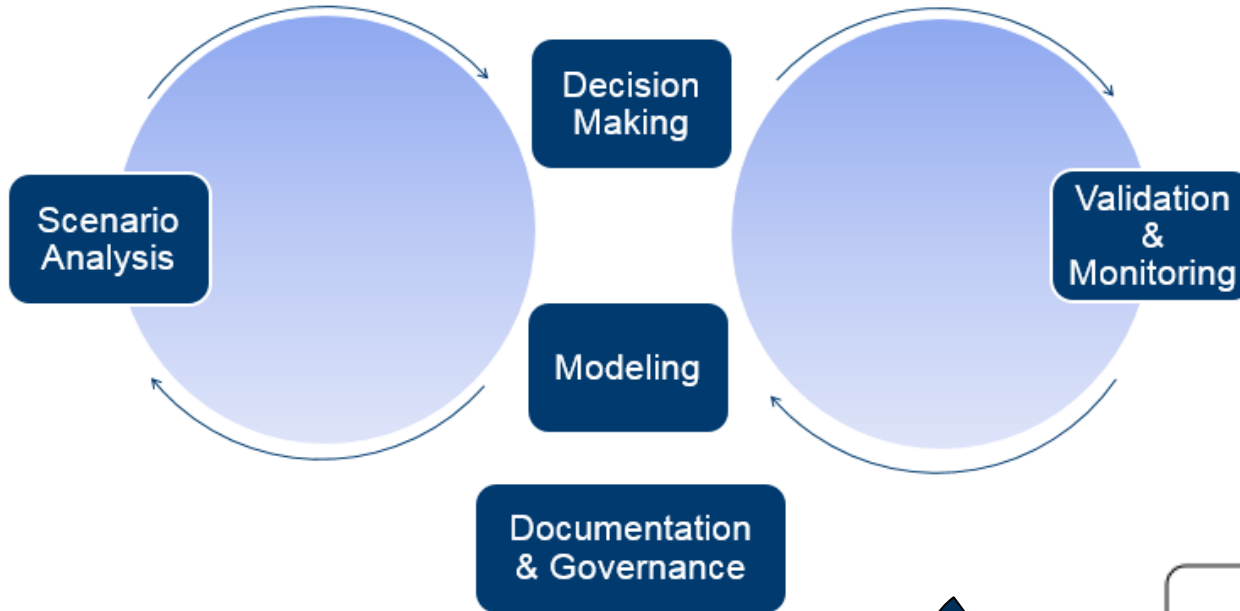 Decision
Making
Scenario
Analysis
Validation
&
Monitoring
Modeling
Documentation
& Governance